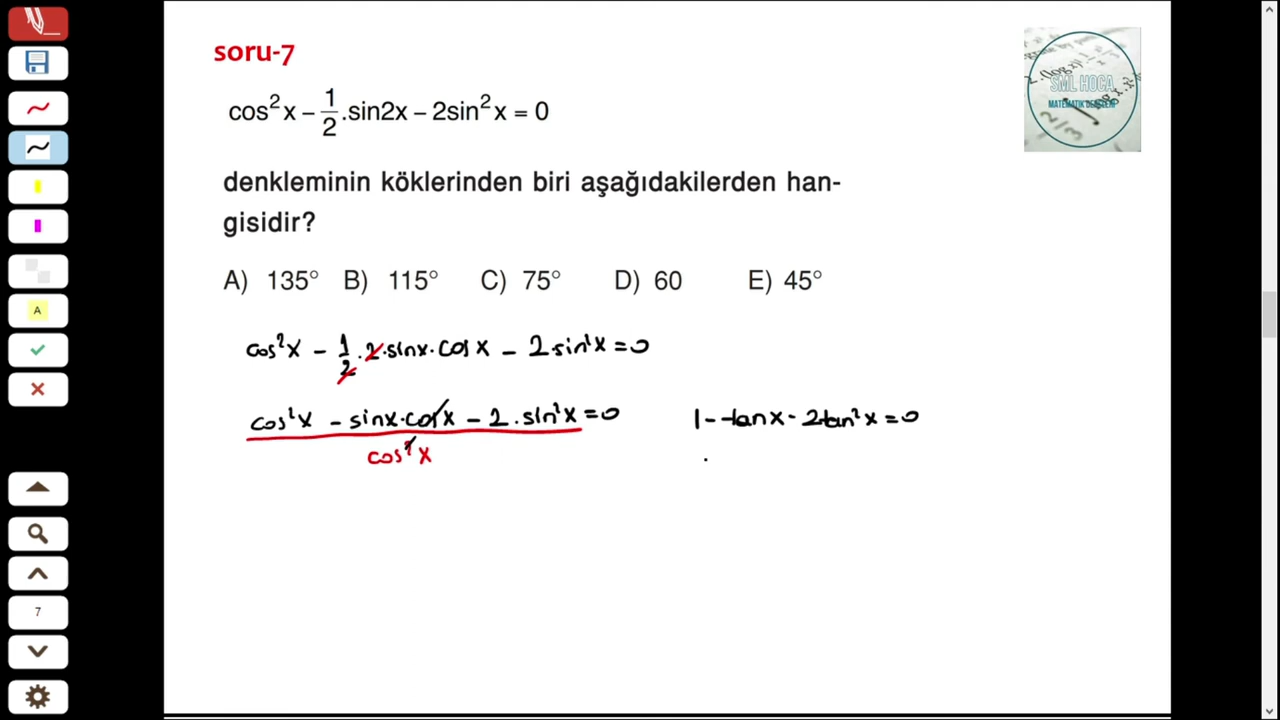 soru-7
cos²x – 1/2 .sin2x – 2sin²x = 0
denkleminin köklerinden biri aşağıdakilerden han-
gisidir?
A) 135° B) 115° C) 75° D) 60 E) 45°
cos²x – 1/2 . 2.sinx.cosx – 2sin²x = 0
cos²x – sinx.cosx – 2.sin²x = 0
cos²x
1 – tanx – 2tan²x = 0
SML HOCA
A
7